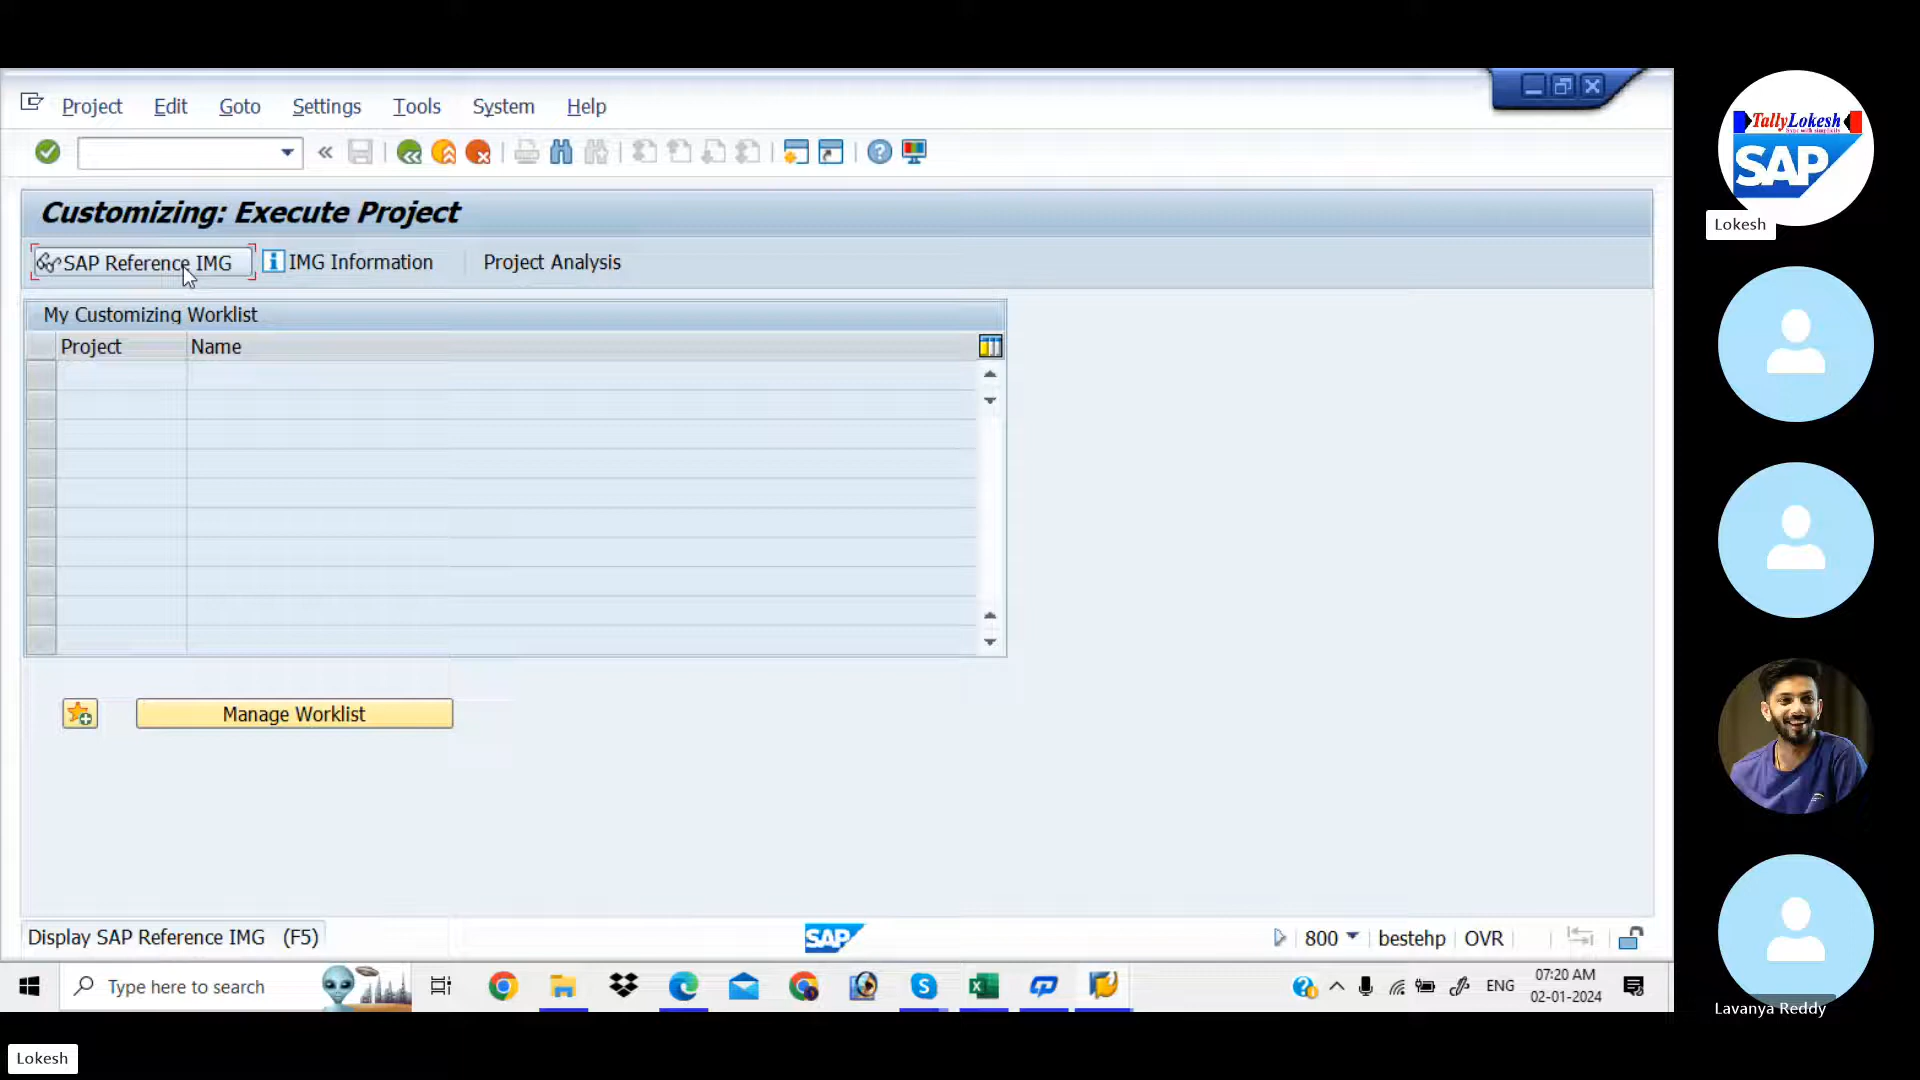 Project Edit Goto Settings Tools System Help
Customizing: Execute Project
SAP Reference IMG
IMG Information
Project Analysis
My Customizing Worklist
Project Name
Manage Worklist
Display SAP Reference IMG (F5)
SAP
800
bestehp
OVR
Type here to search
ENG
07:20 AM
02-01-2024
Lokesh
TallyLokesh
SAP
Lokesh
Lavanya Reddy